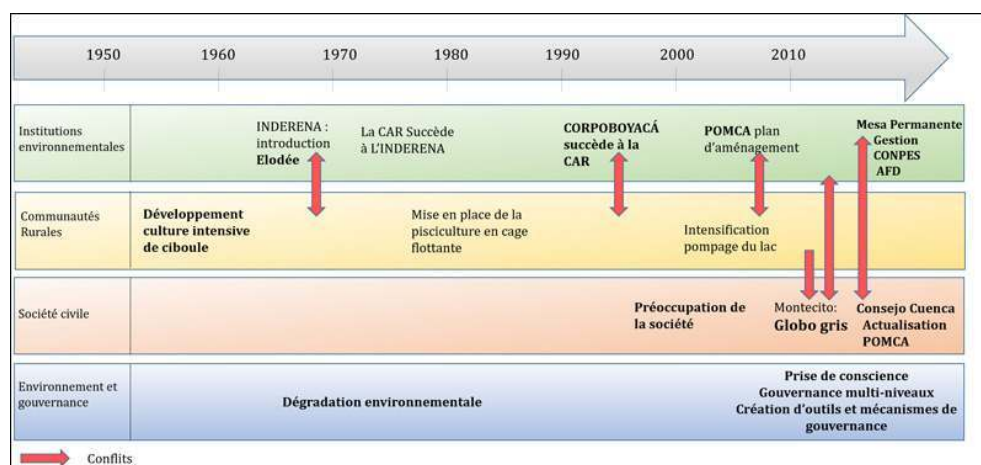 1950 1960 1970 1980 1990 2000 2010
Institutions
environnementales
INDERENA :
introduction
Elodée
La CAR Succède
à L'INDERENA
CORPOBOYACÁ
succède à la
CAR
POMCA plan
d'aménagement
Mesa Permanente
Gestion
CONPES
AFD
Communautés
Rurales
Développement
culture intensive
de ciboule
Mise en place de la
pisciculture en cage
flottante
Intensification
pompage du lac
Société civile
Préoccupation de
la société
Montecito:
Globo gris
Consejo Cuenca
Actualisation
POMCA
Environnement et
gouvernance
Dégradation environnementale
Prise de conscience
Gouvernance multi-niveaux
Création d'outils et mécanismes de
gouvernance
Conflits